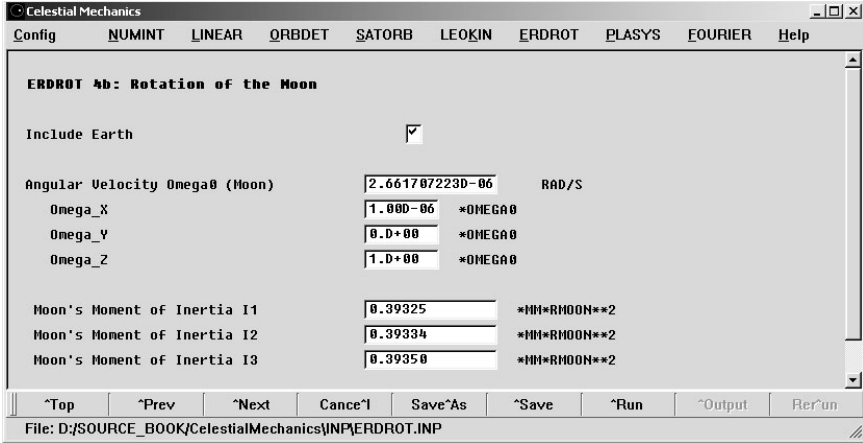 Celestial Mechanics
Config NUMINT LINEAR ORBDET SATORB LEOKIN ERDROT PLASYS FOURIER Help
ERDROT 4b: Rotation of the Moon
Include Earth
Angular Velocity Omega0 (Moon) 2.661707223D-06 RAD/S
Omega_X 1.00D-06 *OMEGA0
Omega_Y 0.D+00 *OMEGA0
Omega_Z 1.D+00 *OMEGA0
Moon's Moment of Inertia I1 0.39325 *MM*RMOON**2
Moon's Moment of Inertia I2 0.39334 *MM*RMOON**2
Moon's Moment of Inertia I3 0.39350 *MM*RMOON**2
^Top ^Prev ^Next Cance^l Save^As ^Save ^Run ^Output Rer^un
File: D:/SOURCE_BOOK/CelestialMechanics\INP\ERDROT.INP